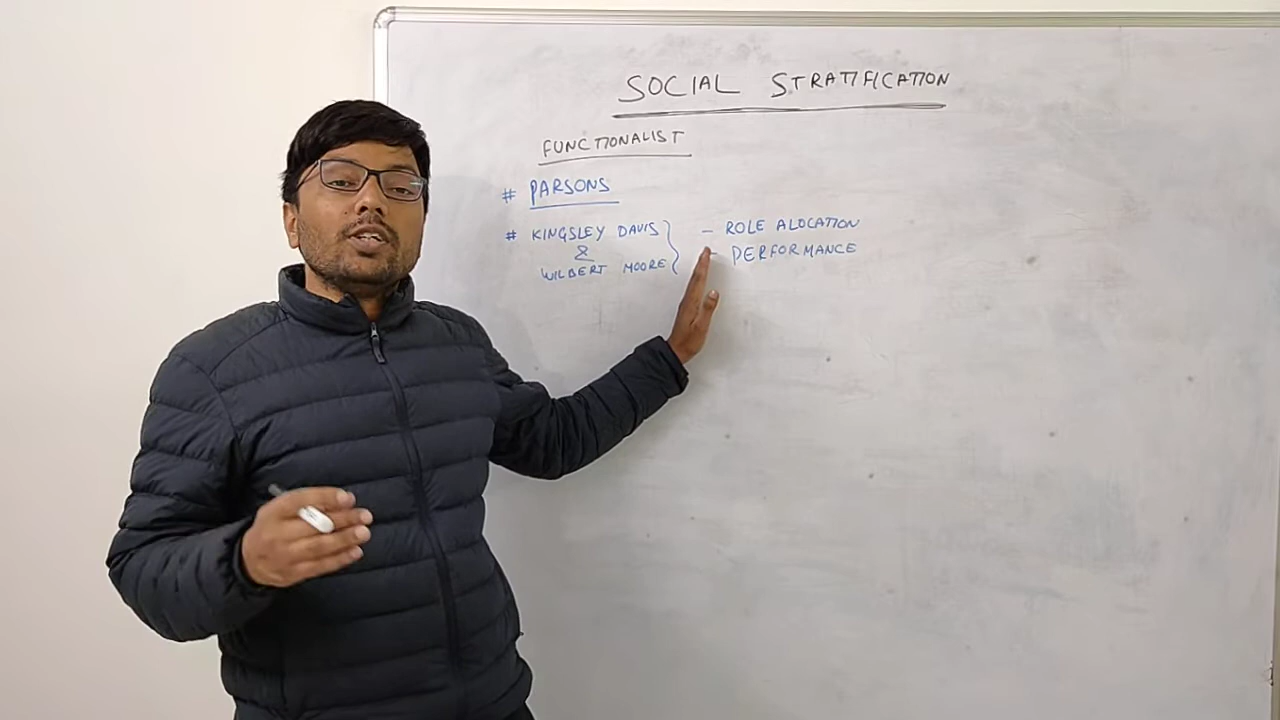 SOCIAL STRATIFICATION
FUNCTIONALIST
# PARSONS
# KINGSLEY DAVIS
&
WILBERT MOORE
- ROLE ALOCATION
- PERFORMANCE